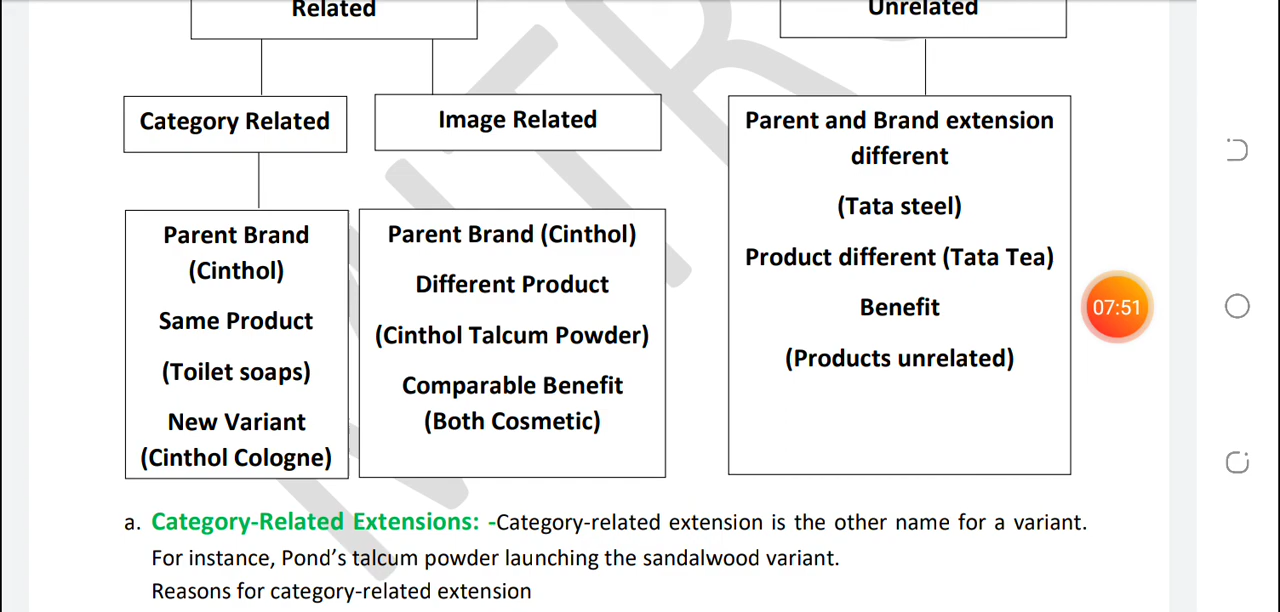 Related
Unrelated
Category Related
Image Related
Parent and Brand extension
different
(Tata steel)
Product different (Tata Tea)
Benefit
(Products unrelated)
Parent Brand
(Cinthol)
Same Product
(Toilet soaps)
New Variant
(Cinthol Cologne)
Parent Brand (Cinthol)
Different Product
(Cinthol Talcum Powder)
Comparable Benefit
(Both Cosmetic)
07:51
a. Category-Related Extensions: -Category-related extension is the other name for a variant.
For instance, Pond’s talcum powder launching the sandalwood variant.
Reasons for category-related extension